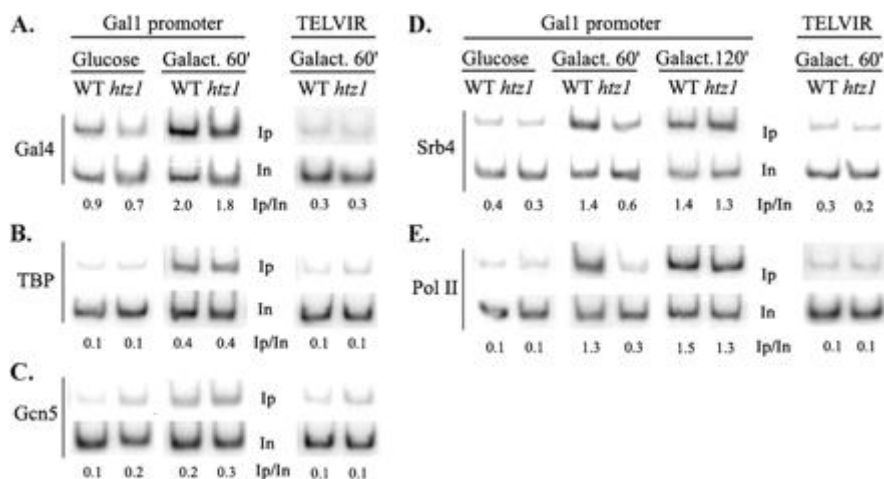 A.
Gal1 promoter
TELVIR
Glucose
Galact. 60'
Galact. 60'
WT htz1
WT htz1
WT htz1
Gal4
Ip
In
0.9 0.7 2.0 1.8 0.3 0.3 Ip/In
B.
TBP
Ip
In
0.1 0.1 0.4 0.4 0.1 0.1 Ip/In
C.
Gcn5
Ip
In
0.1 0.2 0.2 0.3 0.1 0.1 Ip/In
D.
Gal1 promoter
TELVIR
Glucose
Galact. 60'
Galact.120'
Galact. 60'
WT htz1
WT htz1
WT htz1
WT htz1
Srb4
Ip
In
0.4 0.3 1.4 0.6 1.4 1.3 Ip/In 0.3 0.2
E.
Pol II
Ip
In
0.1 0.1 1.3 0.3 1.5 1.3 Ip/In 0.1 0.1